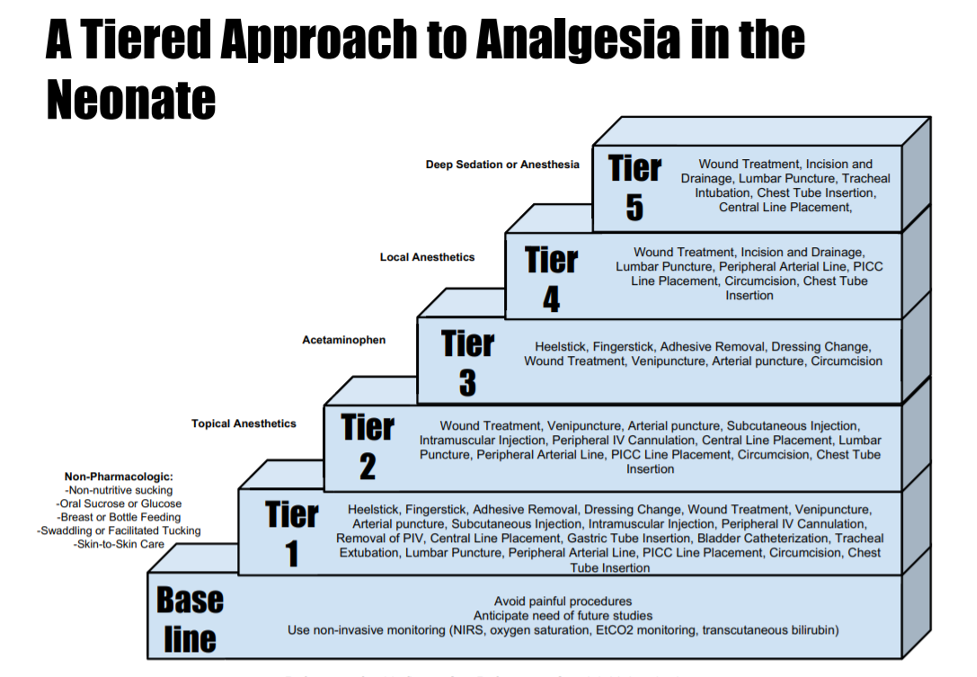 A Tiered Approach to Analgesia in the
Neonate
Deep Sedation or Anesthesia
Tier
5
Wound Treatment, Incision and
Drainage, Lumbar Puncture, Tracheal
Intubation, Chest Tube Insertion,
Central Line Placement,
Local Anesthetics
Tier
4
Wound Treatment, Incision and Drainage,
Lumbar Puncture, Peripheral Arterial Line, PICC
Line Placement, Circumcision, Chest Tube
Insertion
Acetaminophen
Tier
3
Heelstick, Fingerstick, Adhesive Removal, Dressing Change,
Wound Treatment, Venipuncture, Arterial puncture, Circumcision
Topical Anesthetics
Tier
2
Wound Treatment, Venipuncture, Arterial puncture, Subcutaneous Injection,
Intramuscular Injection, Peripheral IV Cannulation, Central Line Placement, Lumbar
Puncture, Peripheral Arterial Line, PICC Line Placement, Circumcision, Chest Tube
Insertion
Non-Pharmacologic:
-Non-nutritive sucking
-Oral Sucrose or Glucose
-Breast or Bottle Feeding
-Swaddling or Facilitated Tucking
-Skin-to-Skin Care
Tier
1
Heelstick, Fingerstick, Adhesive Removal, Dressing Change, Wound Treatment, Venipuncture,
Arterial puncture, Subcutaneous Injection, Intramuscular Injection, Peripheral IV Cannulation,
Removal of PIV, Central Line Placement, Gastric Tube Insertion, Bladder Catheterization, Tracheal
Extubation, Lumbar Puncture, Peripheral Arterial Line, PICC Line Placement, Circumcision, Chest
Tube Insertion
Base
line
Avoid painful procedures
Anticipate need of future studies
Use non-invasive monitoring (NIRS, oxygen saturation, EtCO2 monitoring, transcutaneous bilirubin)